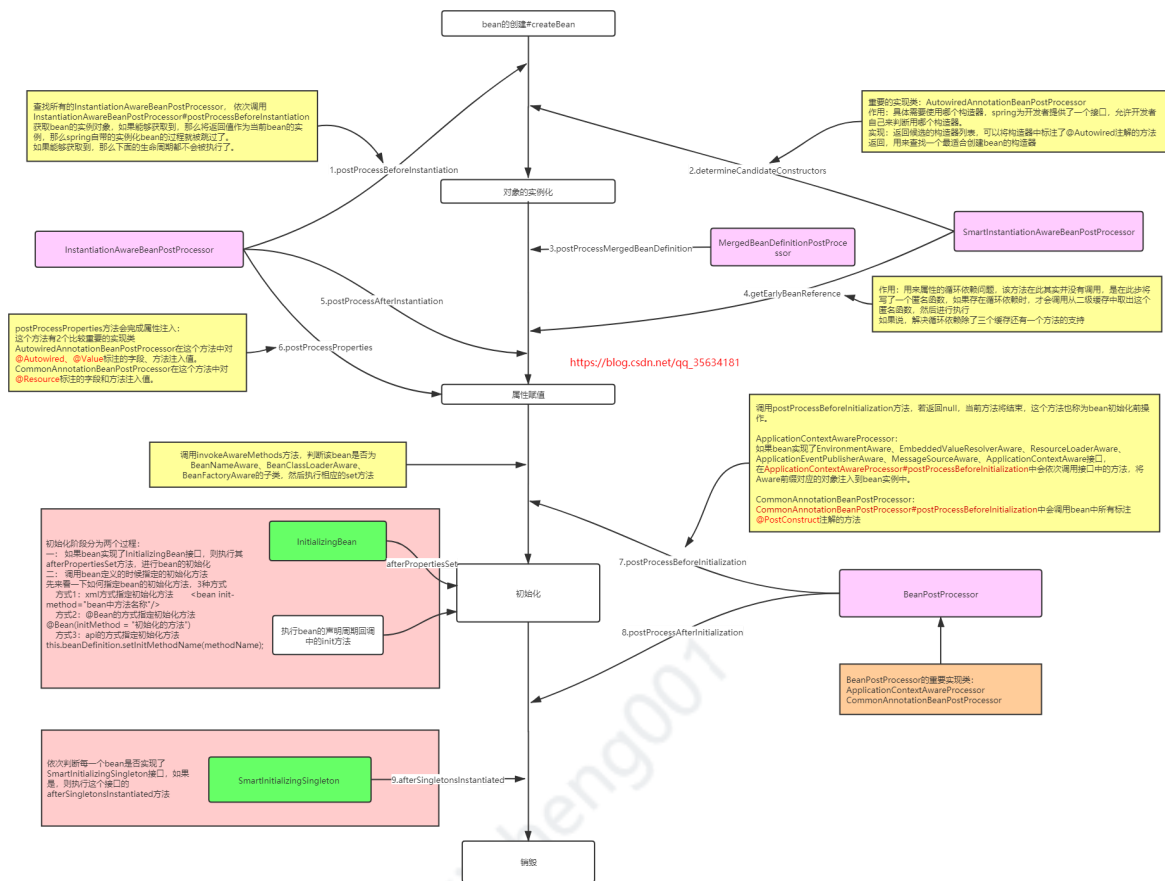 bean的创建#createBean
查找所有的InstantiationAwareBeanPostProcessor， 依次调用
InstantiationAwareBeanPostProcessor#postProcessBeforeInstantiation
获取bean的实例对象，如果能够获取到，那么将返回值作为当前bean的实
例，那么spring自带的实例化bean的过程就被跳过了。
如果能够获取到，那么下面的生命周期都不会被执行了。
重要的实现类：AutowiredAnnotationBeanPostProcessor
作用：具体需要使用哪个构造器，spring为开发者提供了一个接口，允许开发者
自己来判断用哪个构造器。
实现：返回候选的构造器列表，可以将构造器中标注了@Autowired注解的方法
返回，用来查找一个最适合创建bean的构造器
1.postProcessBeforeInstantiation
2.determineCandidateConstructors
对象的实例化
InstantiationAwareBeanPostProcessor
3.postProcessMergedBeanDefinition
MergedBeanDefinitionPostProce
ssor
SmartInstantiationAwareBeanPostProcessor
4.getEarlyBeanReference
作用：用来属性的循环依赖问题，该方法在此其实并没有调用，是在此步将
写了一个匿名函数，如果存在循环依赖时，才会调用从二级缓存中取出这个
匿名函数，然后进行执行
如果说，解决循环依赖除了三个缓存还有一个方法的支持
5.postProcessAfterInstantiation
postProcessProperties方法会完成属性注入：
这个方法有2个比较重要的实现类
AutowiredAnnotationBeanPostProcessor在这个方法中对
@Autowired、@Value标注的字段、方法注入值。
CommonAnnotationBeanPostProcessor在这个方法中对
@Resource标注的字段和方法注入值。
6.postProcessProperties
https://blog.csdn.net/qq_35634181
属性赋值
调用postProcessBeforeInitialization方法，若返回null，当前方法将结束，这个方法也称为bean初始化前
操作。
ApplicationContextAwareProcessor:
如果bean实现了EnvironmentAware、EmbeddedValueResolverAware、ResourceLoaderAware、
ApplicationEventPublisherAware、MessageSourceAware、ApplicationContextAware接口，
在ApplicationContextAwareProcessor#postProcessBeforeInitialization中会依次调用接口中的方法，将
Aware前缀对应的对象注入到bean实例中。
CommonAnnotationBeanPostProcessor：
CommonAnnotationBeanPostProcessor#postProcessBeforeInitialization中会调用bean中所有标注
@PostConstruct注解的方法
调用invokeAwareMethods方法，判断该bean是否为
BeanNameAware、BeanClassLoaderAware、
BeanFactoryAware的子类，然后执行相应的set方法
初始化阶段分为两个过程：
一： 如果bean实现了InitializingBean接口，则执行其
afterPropertiesSet方法，进行bean的初始化
二： 调用bean定义的时候指定的初始化方法
先来看一下如何指定bean的初始化方法，3种方式
方式1：xml方式指定初始化方法 <bean init-
method="bean中方法名称"/>
方式2：@Bean的方式指定初始化方法
@Bean(initMethod = "初始化的方法")
方式3：api的方式指定初始化方法
this.beanDefinition.setInitMethodName(methodName);
InitializingBean
afterPropertiesSet
执行bean的声明周期回调
中的init方法
初始化
7.postProcessBeforeInitialization
BeanPostProcessor
8.postProcessAfterInitialization
BeanPostProcessor的重要实现类：
ApplicationContextAwareProcessor
CommonAnnotationBeanPostProcessor
依次判断每一个bean是否实现了
SmartInitializingSingleton接口，如果
是，则执行这个接口的
afterSingletonsInstantiated方法
SmartInitializingSingleton
9.afterSingletonsInstantiated
销毁